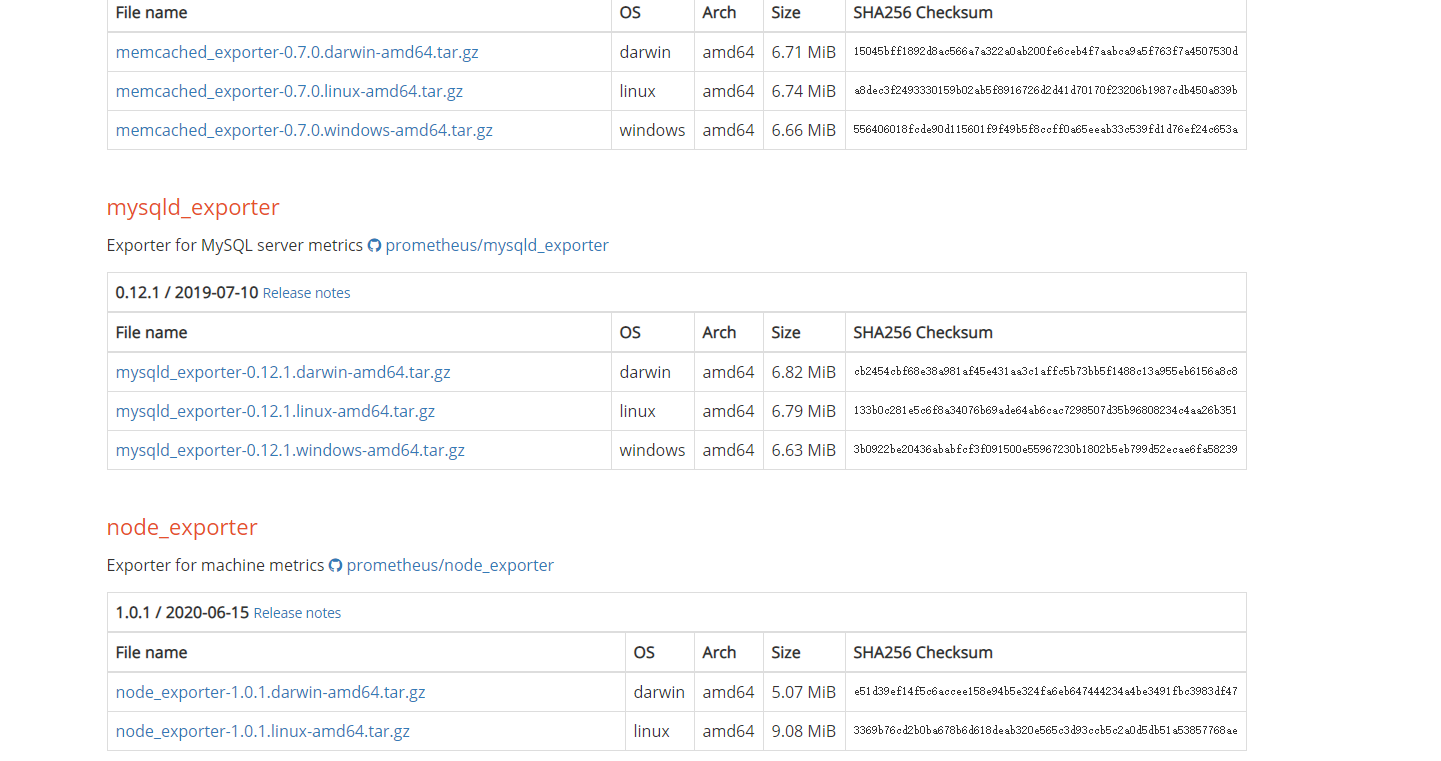 File name OS Arch Size SHA256 Checksum
memcached_exporter-0.7.0.darwin-amd64.tar.gz darwin amd64 6.71 MiB 15045bff1892d8ac566a7a322a0ab200fe6ceb4f7aabca9a5f763f7a4507530d
memcached_exporter-0.7.0.linux-amd64.tar.gz linux amd64 6.74 MiB a8dec3f2493330159b02ab5f8916726d2d41d70170f23206b1987cdb450a839b
memcached_exporter-0.7.0.windows-amd64.tar.gz windows amd64 6.66 MiB 556406018fcde90d115601f9f49b5f8ccff0a65eeab33c539fd1d76ef24c653a
mysqld_exporter
Exporter for MySQL server metrics prometheus/mysqld_exporter
0.12.1 / 2019-07-10 Release notes
File name OS Arch Size SHA256 Checksum
mysqld_exporter-0.12.1.darwin-amd64.tar.gz darwin amd64 6.82 MiB cb2454cbf68e38a981af45e431aa3c1affc5b73bb5f1488c13a955eb6156a8c8
mysqld_exporter-0.12.1.linux-amd64.tar.gz linux amd64 6.79 MiB 133b0c281e5c6f8a34076b69ade64ab6cac7298507d35b96808234c4aa26b351
mysqld_exporter-0.12.1.windows-amd64.tar.gz windows amd64 6.63 MiB 3b0922be20436ababfcf3f091500e55967230b1802b5eb799d52ecae6fa58239
node_exporter
Exporter for machine metrics prometheus/node_exporter
1.0.1 / 2020-06-15 Release notes
File name OS Arch Size SHA256 Checksum
node_exporter-1.0.1.darwin-amd64.tar.gz darwin amd64 5.07 MiB e51d39ef14f5c6accee158e94b5e324fa6eb647444234a4be3491fbc3983df47
node_exporter-1.0.1.linux-amd64.tar.gz linux amd64 9.08 MiB 3369b76cd2b0ba678b6d618deab320e565c3d93ccb5c2a0d5db51a53857768ae